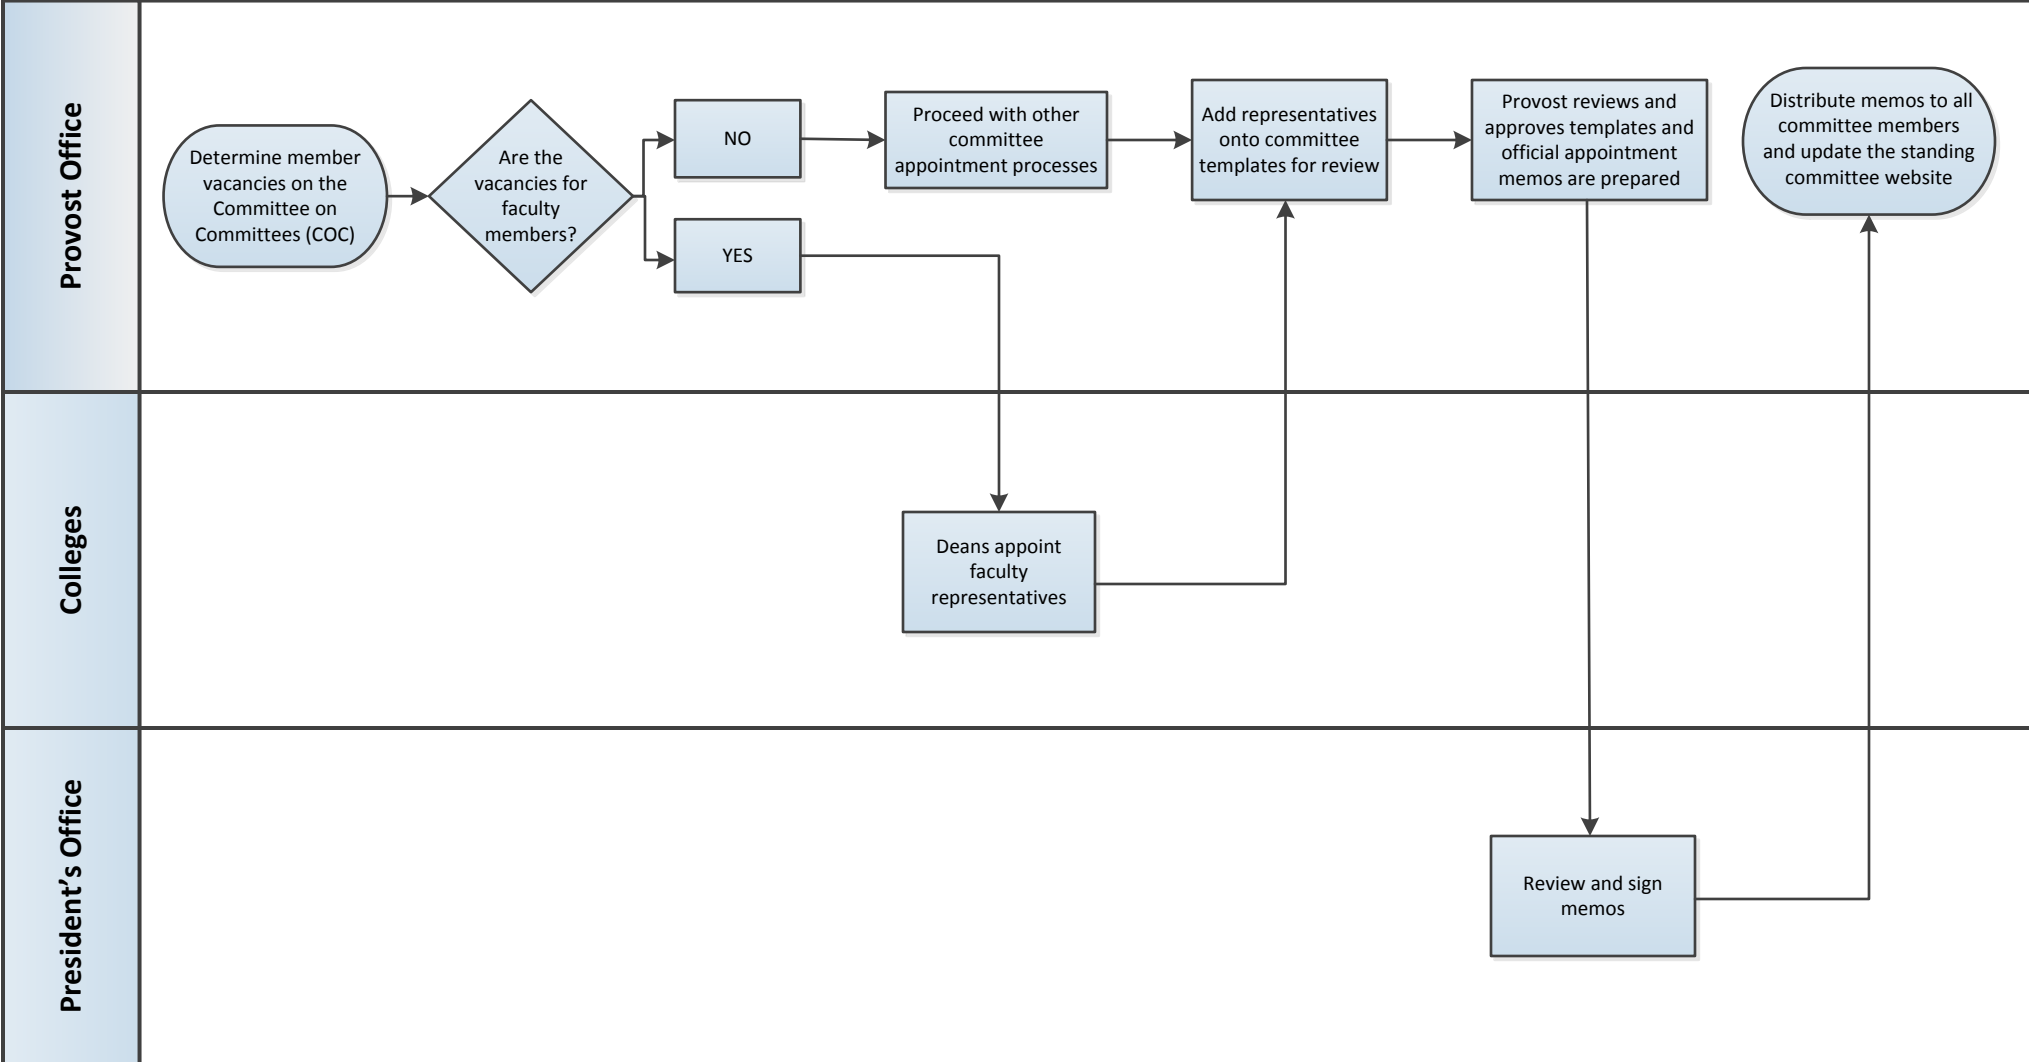 Provost Office
Determine member
vacancies on the
Committee on
Committees (COC)
Are the
vacancies for
faculty
members?
NO
YES
Proceed with other
committee
appointment processes
Add representatives
onto committee
templates for review
Provost reviews and
approves templates and
official appointment
memos are prepared
Distribute memos to all
committee members
and update the standing
committee website
Colleges
Deans appoint
faculty
representatives
President’s Office
Review and sign
memos